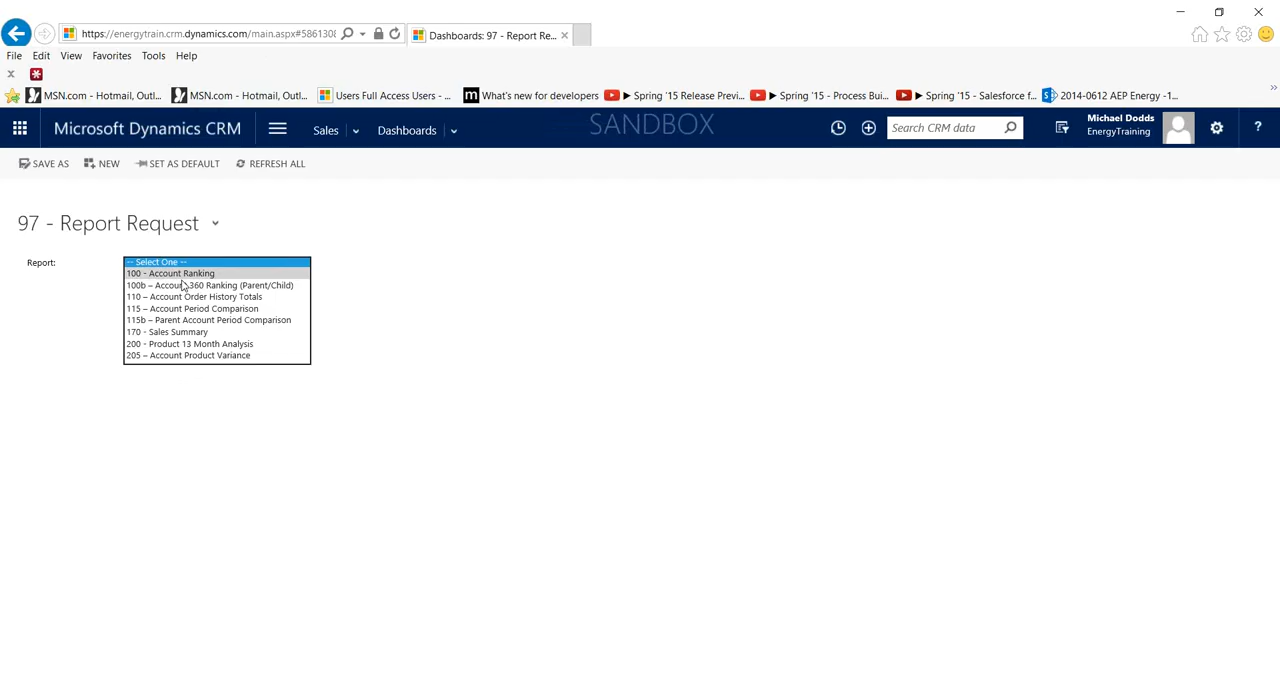 https://energytrain.crm.dynamics.com/main.aspx#5861308
Dashboards: 97 - Report Re...
File Edit View Favorites Tools Help
x
MSN.com - Hotmail, Outl... MSN.com - Hotmail, Outl... Users Full Access Users - ... m What's new for developers ▶ Spring '15 Release Previ... ▶ Spring '15 - Process Bui... ▶ Spring '15 - Salesforce f... 2014-0612 AEP Energy -1...
Microsoft Dynamics CRM Sales Dashboards SANDBOX Search CRM data Michael Dodds
EnergyTraining
SAVE AS NEW SET AS DEFAULT REFRESH ALL
97 - Report Request
Report: -- Select One --
100 - Account Ranking
100b – Account 360 Ranking (Parent/Child)
110 – Account Order History Totals
115 – Account Period Comparison
115b – Parent Account Period Comparison
170 - Sales Summary
200 - Product 13 Month Analysis
205 – Account Product Variance